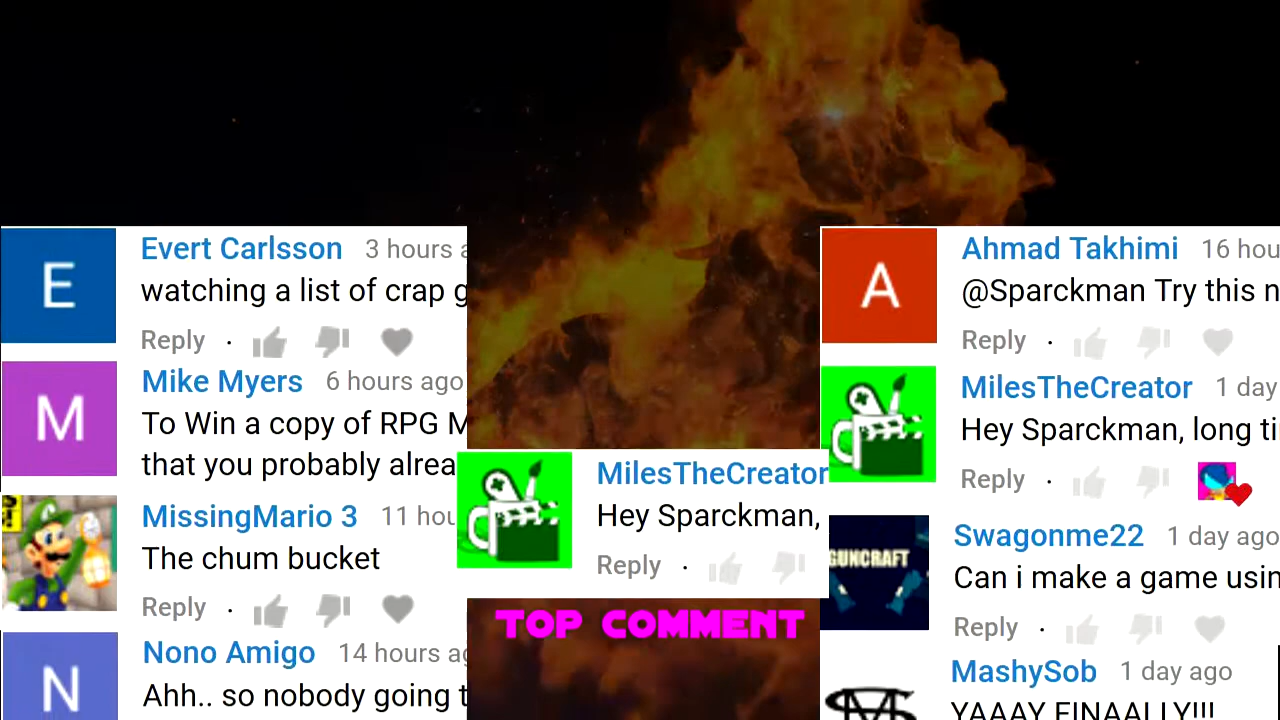 E
Evert Carlsson 3 hours
watching a list of crap g
Reply ·
M
Mike Myers 6 hours ago
To Win a copy of RPG M
that you probably alrea
MissingMario 3 11 hou
The chum bucket
Reply ·
N
Nono Amigo 14 hours ag
Ahh.. so nobody going t
MilesTheCreator
Hey Sparckman,
Reply ·
TOP COMMENT
A
Ahmad Takhimi 16 hou
@Sparckman Try this n
Reply ·
MilesTheCreator 1 day
Hey Sparckman, long ti
Reply ·
GUNCRAFT
Swagonme22 1 day ago
Can i make a game usin
Reply ·
MashySob 1 day ago
YAAAY FINAALLY!!!